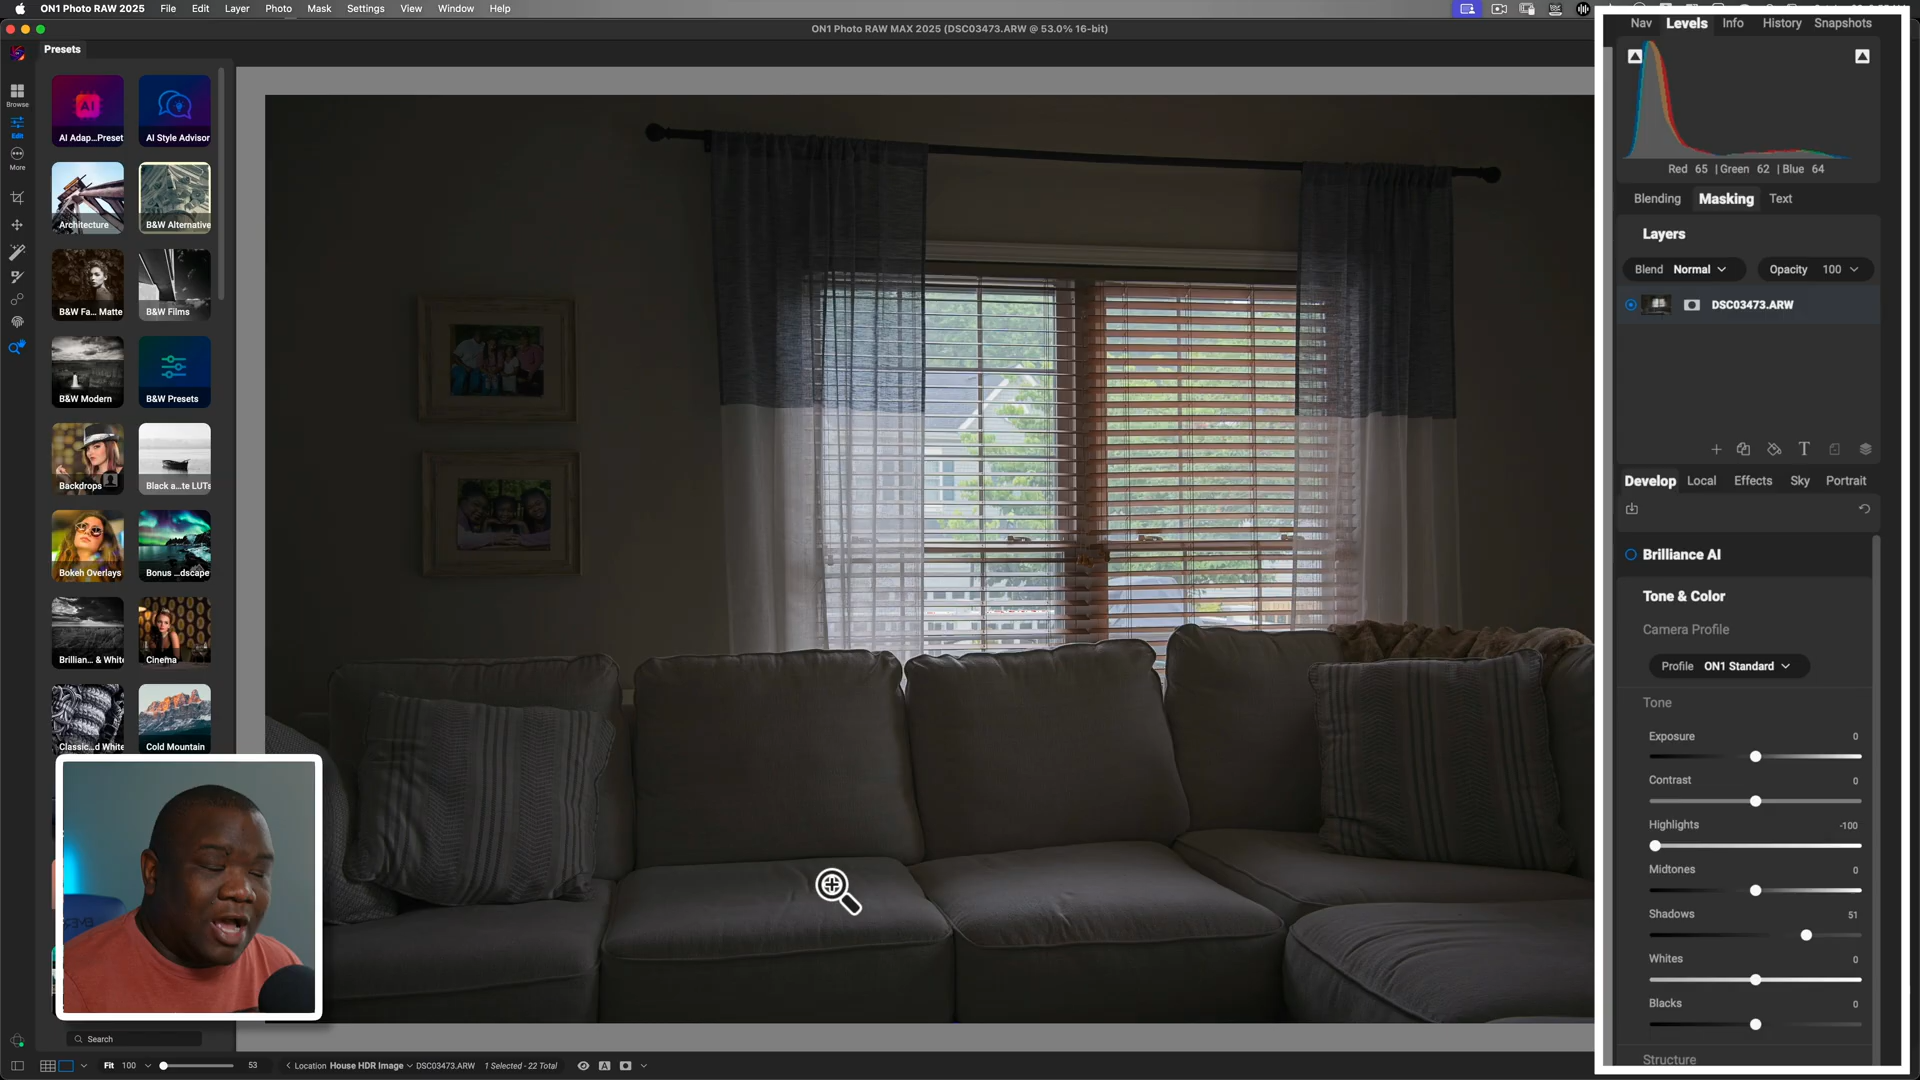 ON1 Photo RAW 2025 File Edit Layer Photo Mask Settings View Window Help
ON1 Photo RAW MAX 2025 (DSC03473.ARW @ 53.0% 16-bit)
Presets
Browse
Edit
More
AI Adap...Preset
AI Style Advisor
Architecture
B&W Alternative
B&W Fa... Matte
B&W Films
B&W Modern
B&W Presets
Backdrops
Black a...te LUTs
Bokeh Overlays
Bonus ...dscape
Brillian... & White
Cinema
Classic...d White
Cold Mountain
Search
Fit 100 53
Location House HDR Image DSC03473.ARW 1 Selected - 22 Total
Nav Levels Info History Snapshots
Red 65 | Green 62 | Blue 64
Blending Masking Text
Layers
Blend Normal Opacity 100
DSC03473.ARW
Develop Local Effects Sky Portrait
Brilliance AI
Tone & Color
Camera Profile
Profile ON1 Standard
Tone
Exposure 0
Contrast 0
Highlights -100
Midtones 0
Shadows 51
Whites 0
Blacks 0
Structure